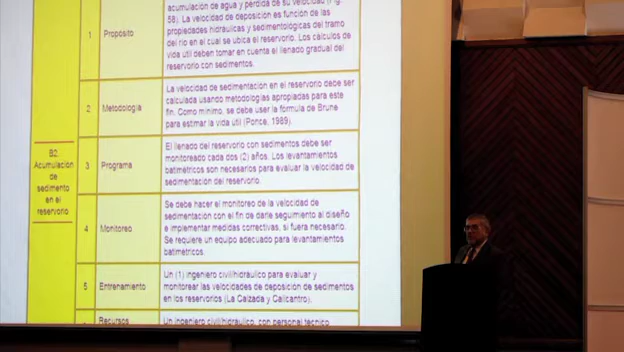 acumulación de agua y pérdida de su velocidad (Fig.
58). La velocidad de deposición es función de las
propiedades hidráulicas y sedimentológicas del tramo
del río en el cual se ubica el reservorio. Los cálculos de
vida útil deben tomar en cuenta el llenado gradual del
reservorio con sedimentos.
1
Propósito
La velocidad de sedimentación en el reservorio debe ser
calculada usando metodologías apropiadas para este
fin. Como mínimo, se debe usar la fórmula de Brune
para estimar la vida útil (Ponce, 1989).
2
Metodología
B2.
Acumulación
de
sedimento
en el
reservorio
3
Programa
El llenado del reservorio con sedimentos debe ser
monitoreado cada dos (2) años. Los levantamientos
batimétricos son necesarios para evaluar la velocidad de
sedimentación del reservorio.
4
Monitoreo
Se debe hacer el monitoreo de la velocidad de
sedimentación con el fin de darle seguimiento al diseño
e implementar medidas correctivas, si fuera necesario.
Se requiere un equipo adecuado para levantamientos
batimétricos.
5
Entrenamiento
Un (1) ingeniero civil/hidráulico para evaluar y
monitorear las velocidades de deposición de sedimentos
en los reservorios (La Calzada y Callcantro).
Recursos
Un ingeniero civil/hidráulico, con personal técnico